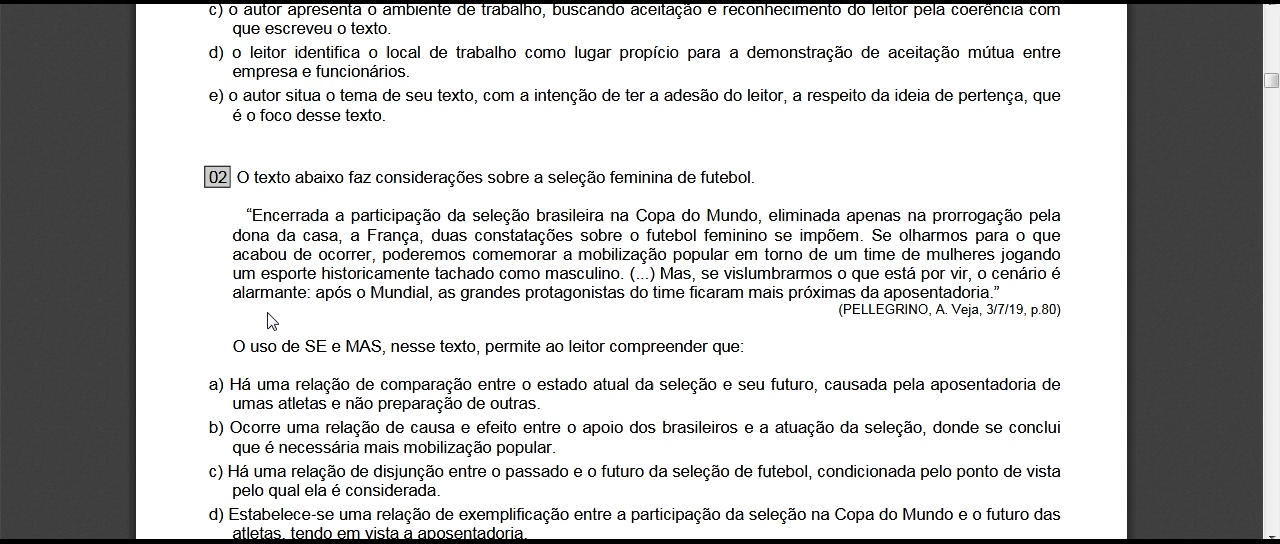 c) o autor apresenta o ambiente de trabalho, buscando aceitação e reconhecimento do leitor pela coerência com
que escreveu o texto.
d) o leitor identifica o local de trabalho como lugar propício para a demonstração de aceitação mútua entre
empresa e funcionários.
e) o autor situa o tema de seu texto, com a intenção de ter a adesão do leitor, a respeito da ideia de pertença, que
é o foco desse texto.
02 O texto abaixo faz considerações sobre a seleção feminina de futebol.
“Encerrada a participação da seleção brasileira na Copa do Mundo, eliminada apenas na prorrogação pela
dona da casa, a França, duas constatações sobre o futebol feminino se impõem. Se olharmos para o que
acabou de ocorrer, poderemos comemorar a mobilização popular em torno de um time de mulheres jogando
um esporte historicamente tachado como masculino. (...) Mas, se vislumbrarmos o que está por vir, o cenário é
alarmante: após o Mundial, as grandes protagonistas do time ficaram mais próximas da aposentadoria.”
(PELLEGRINO, A. Veja, 3/7/19, p.80)
O uso de SE e MAS, nesse texto, permite ao leitor compreender que:
a) Há uma relação de comparação entre o estado atual da seleção e seu futuro, causada pela aposentadoria de
umas atletas e não preparação de outras.
b) Ocorre uma relação de causa e efeito entre o apoio dos brasileiros e a atuação da seleção, donde se conclui
que é necessária mais mobilização popular.
c) Há uma relação de disjunção entre o passado e o futuro da seleção de futebol, condicionada pelo ponto de vista
pelo qual ela é considerada.
d) Estabelece-se uma relação de exemplificação entre a participação da seleção na Copa do Mundo e o futuro das
atletas, tendo em vista a aposentadoria.